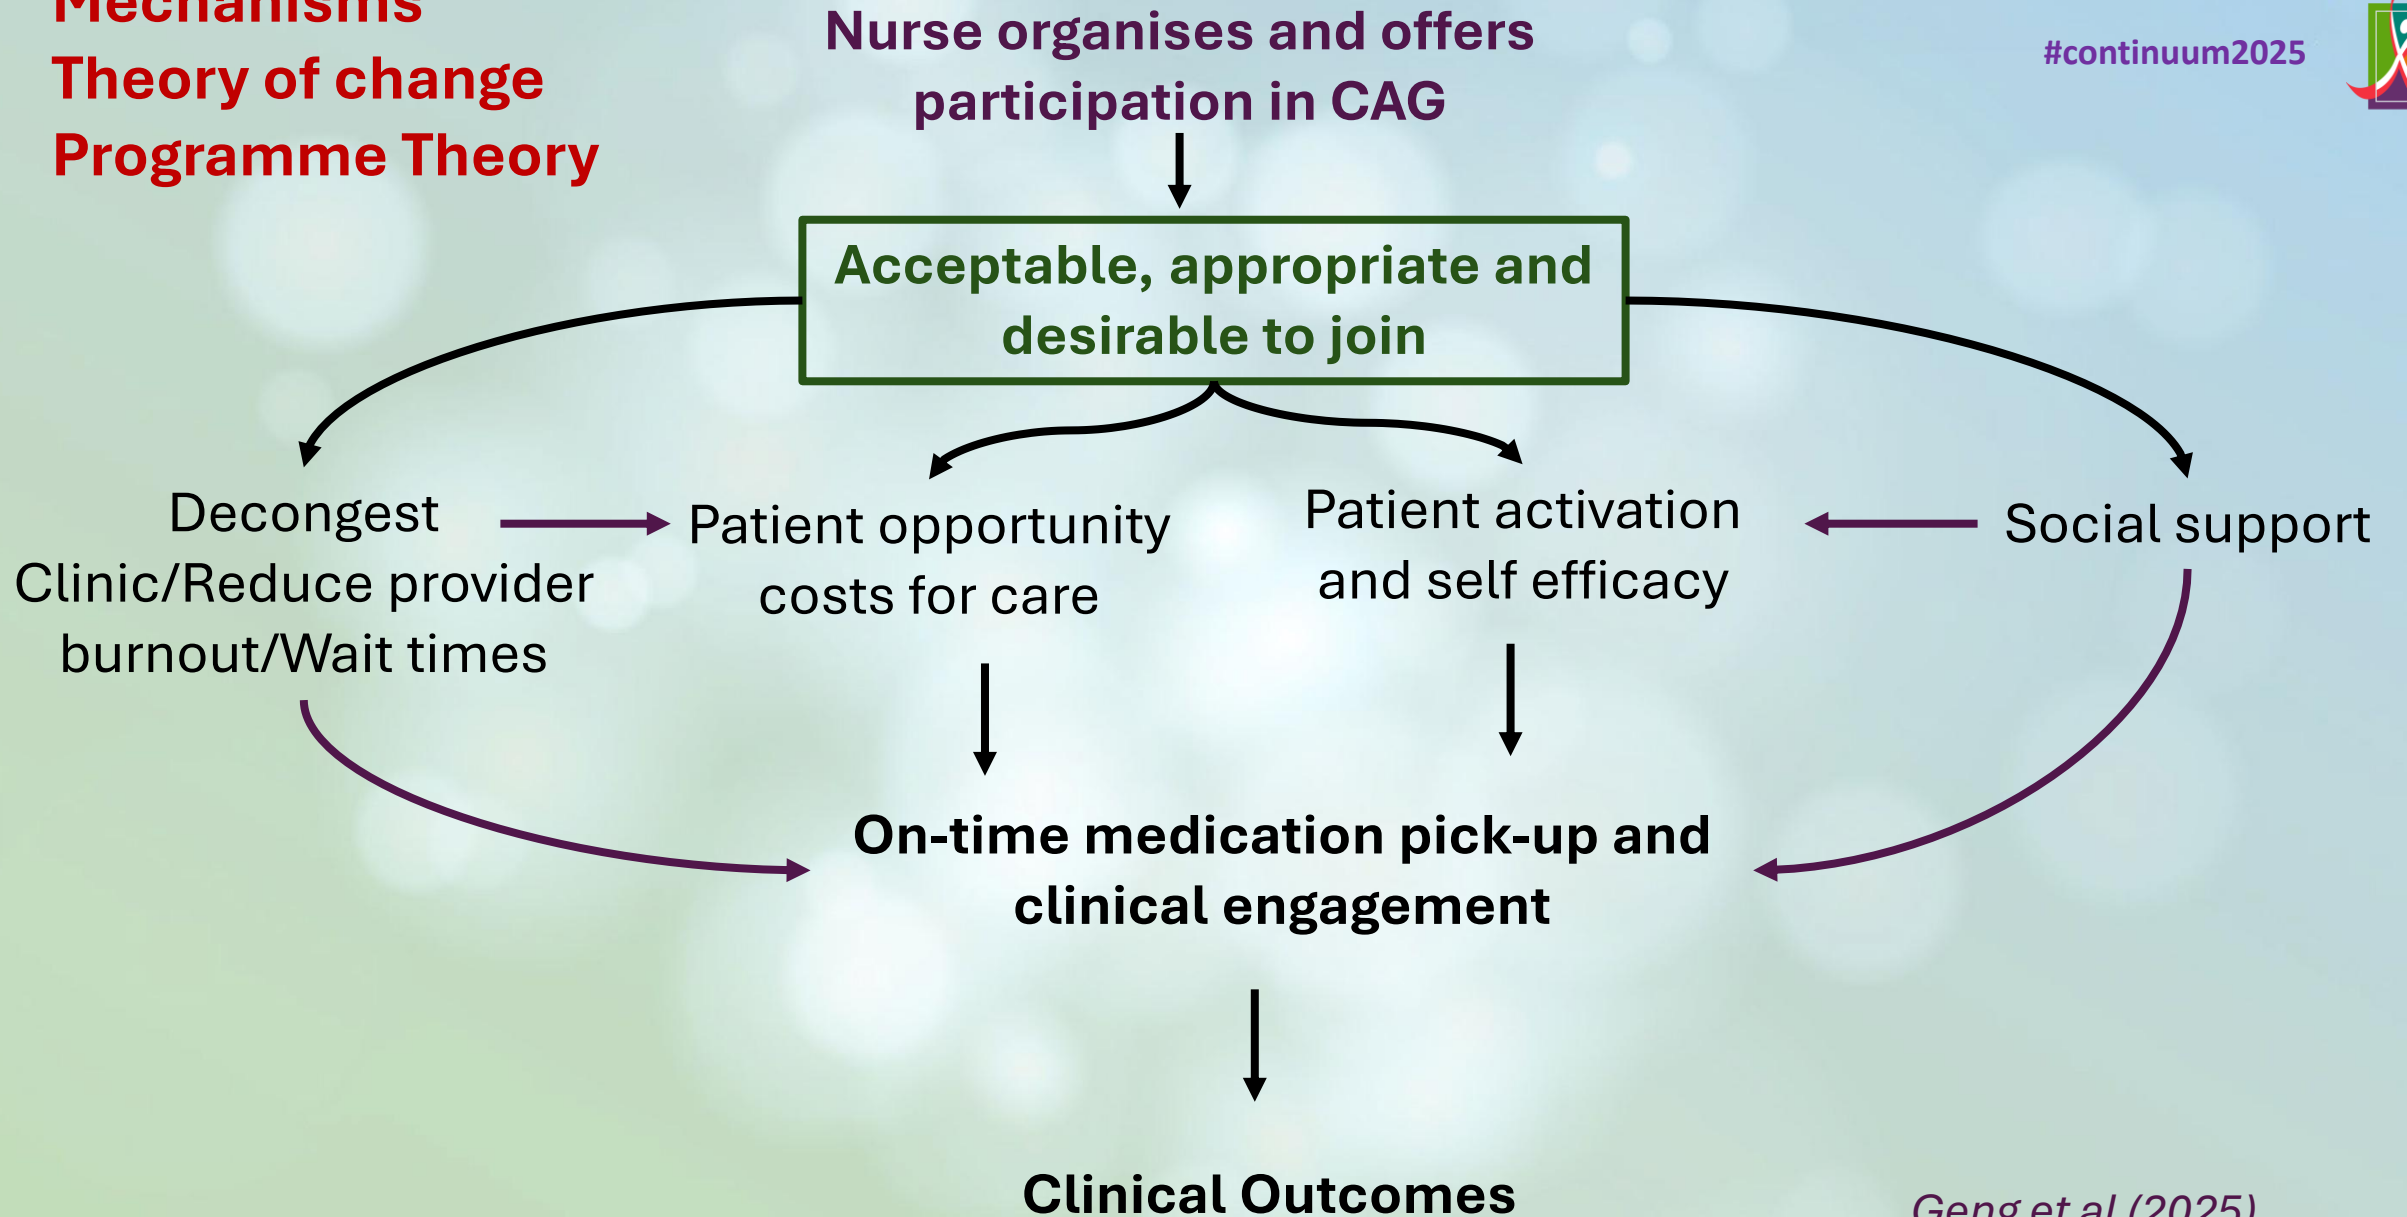 Mechanisms
Theory of change
Programme Theory
Nurse organises and offers
participation in CAG
#continuum2025
Acceptable, appropriate and
desirable to join
Decongest
Clinic/Reduce provider
burnout/Wait times
Patient opportunity
costs for care
Patient activation
and self efficacy
Social support
On-time medication pick-up and
clinical engagement
Clinical Outcomes
Geng et al (2025)